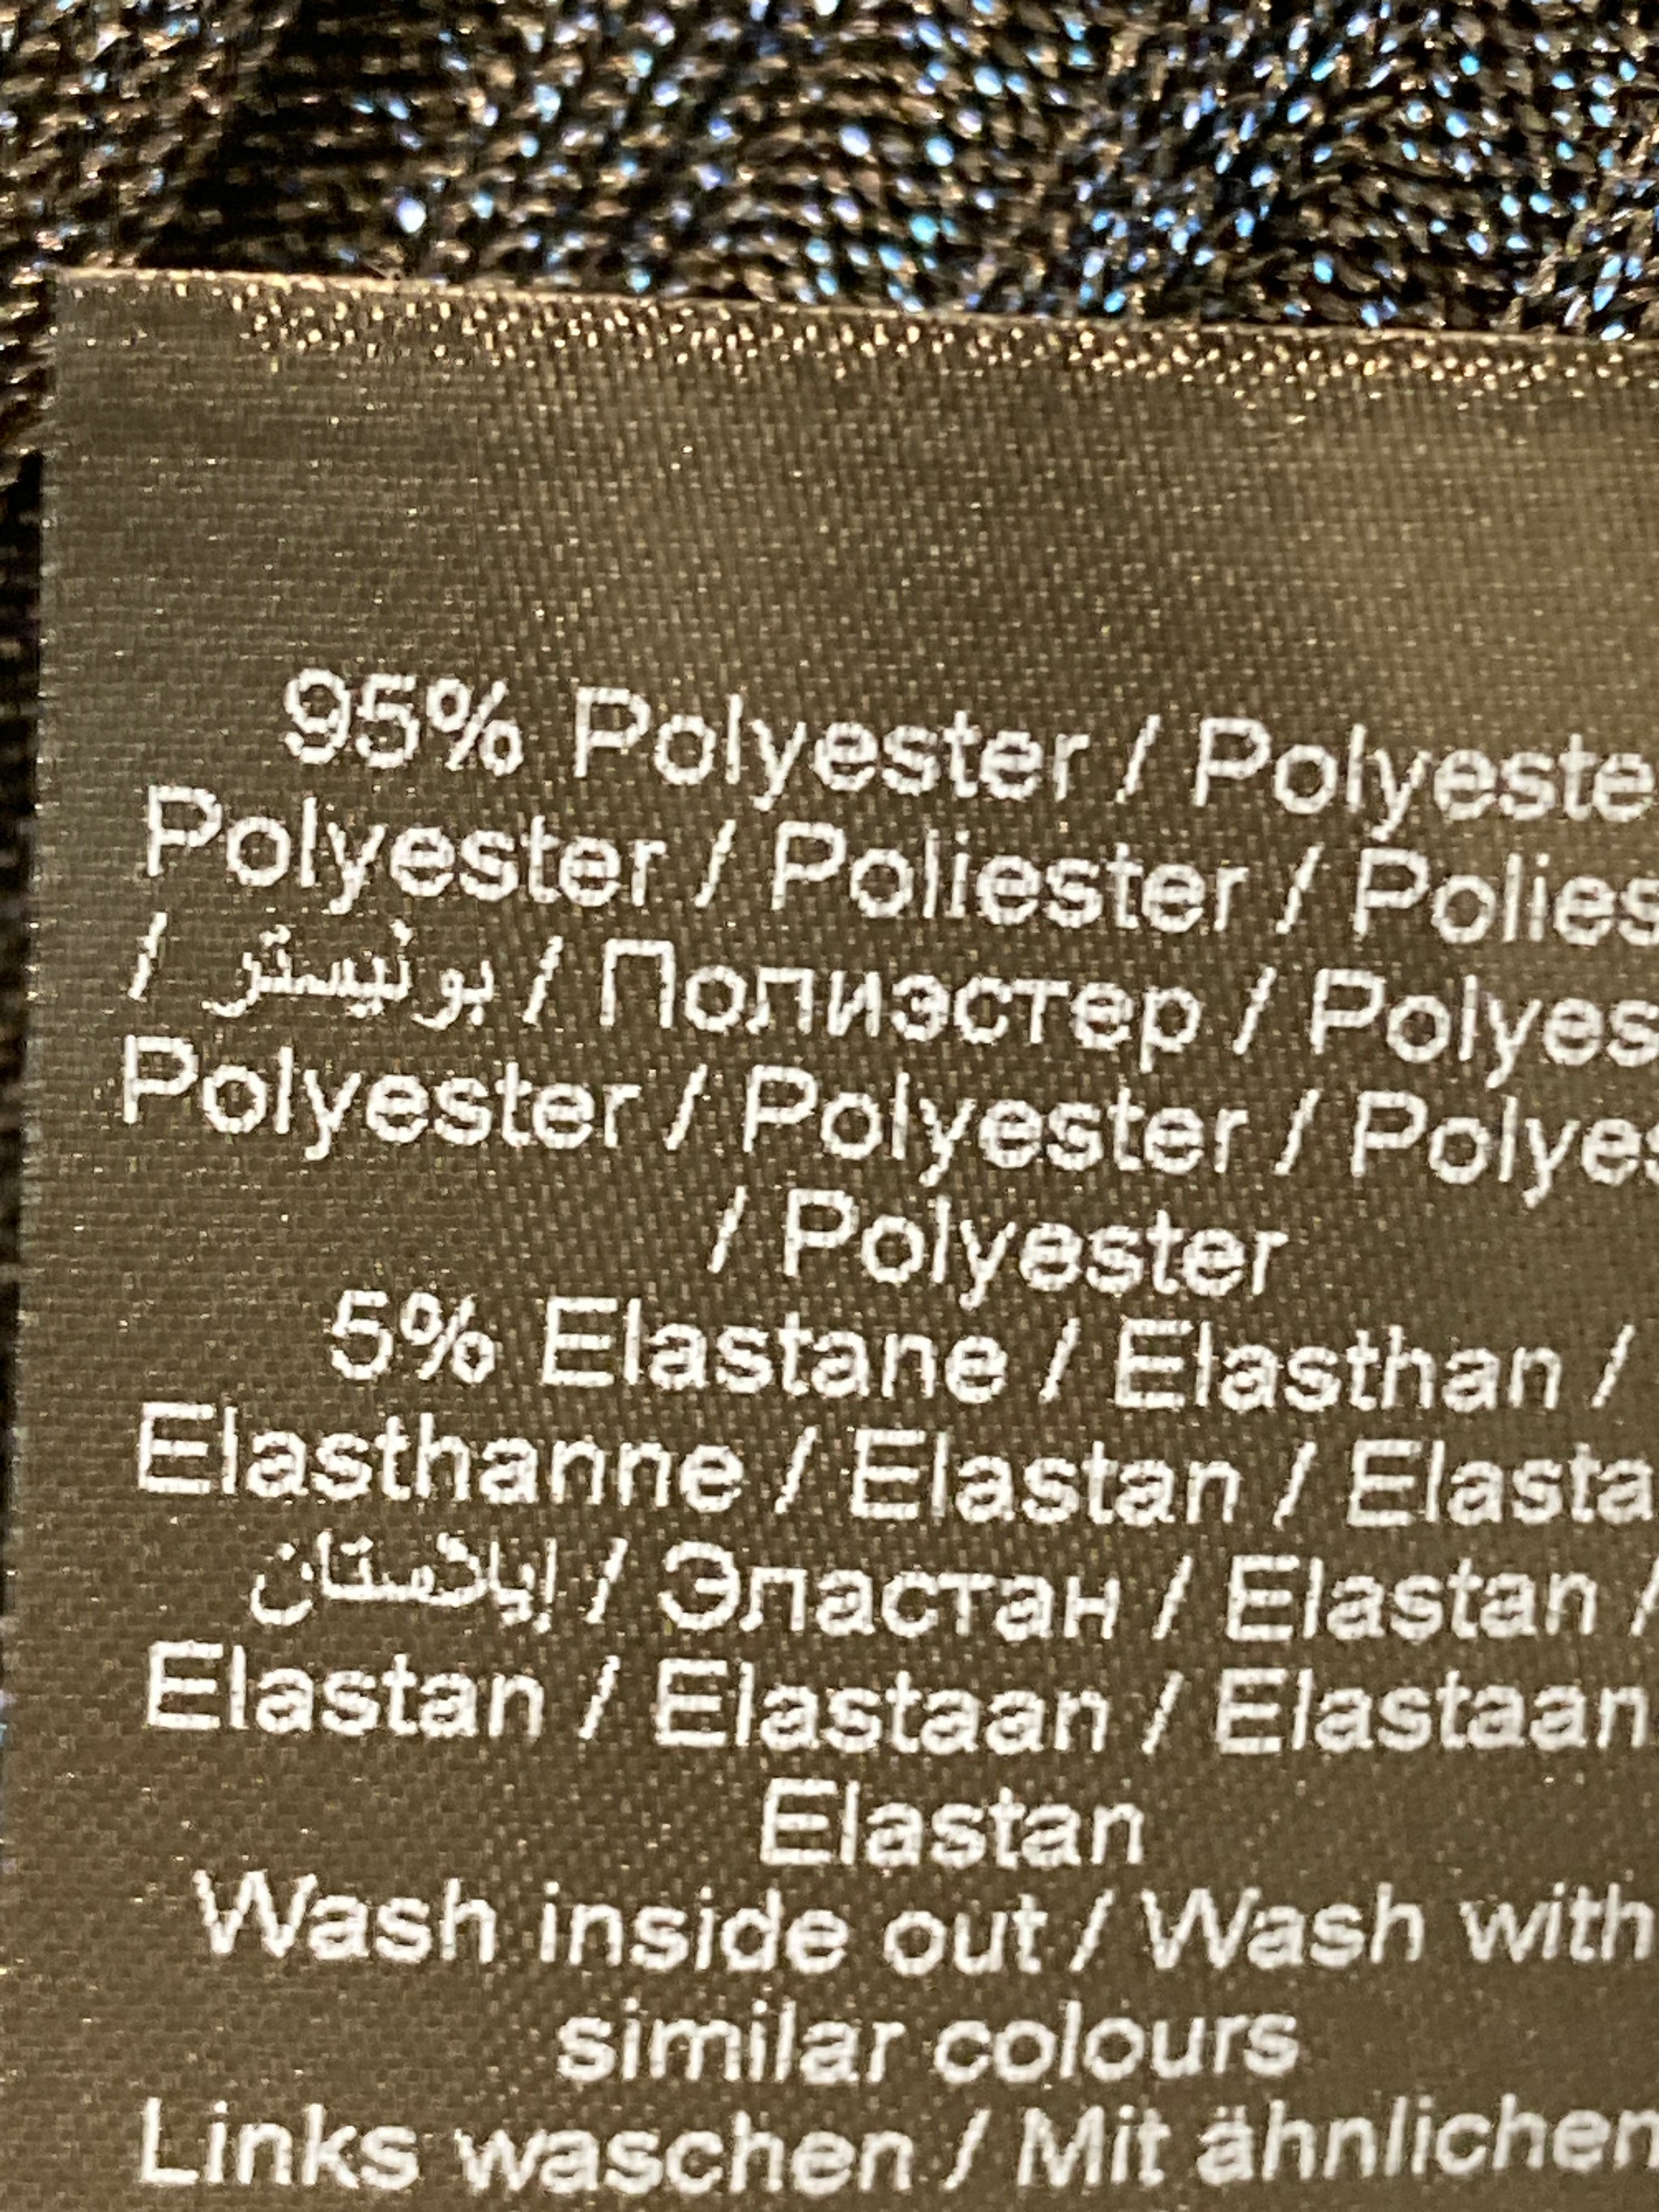 95% Polyester / Polyeste
Polyester / Poliester / Polies
/ بوليستر / Полиэстер / Polyes
Polyester / Polyester / Polyes
/ Polyester
5% Elastane / Elasthan /
Elasthanne / Elastan / Elasta
إيلاستان / Эластан / Elastan /
Elastan / Elastaan / Elastaan
Elastan
Wash inside out / Wash with
similar colours
Links waschen / Mit ähnlichen